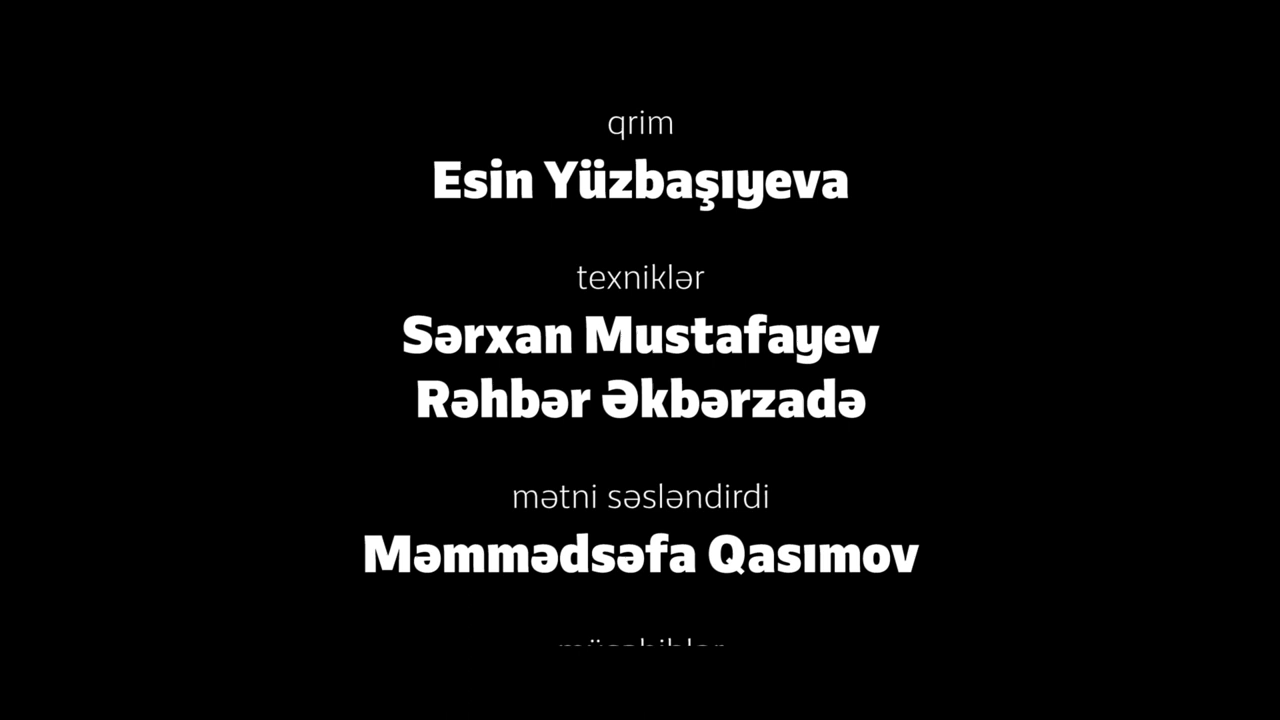 qrim
Esin Yüzbaşıyeva
texniklər
Sərxan Mustafayev
Rəhbər Əkbərzadə
mətni səsləndirdi
Məmmədsəfa Qasımov